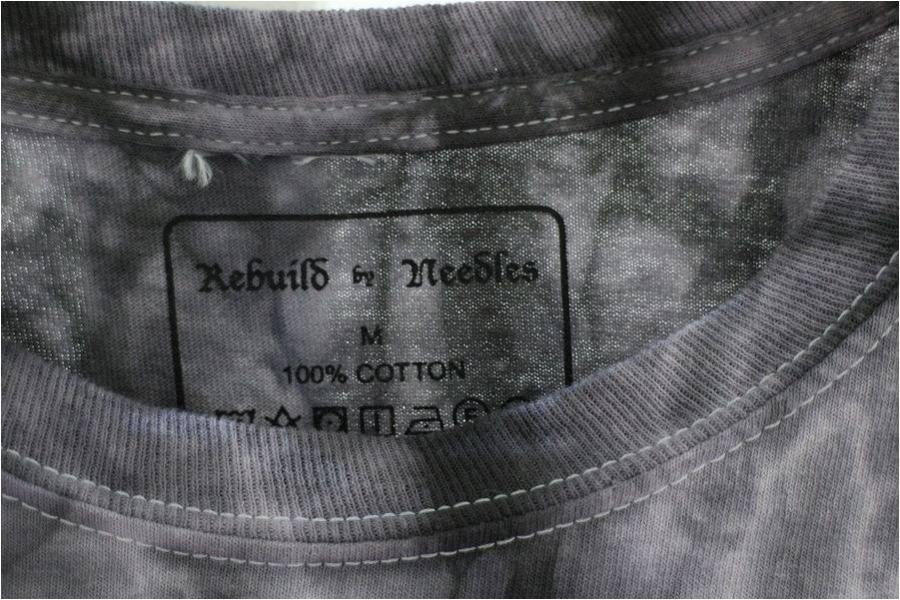 Rebuild by Needles
M
100% COTTON